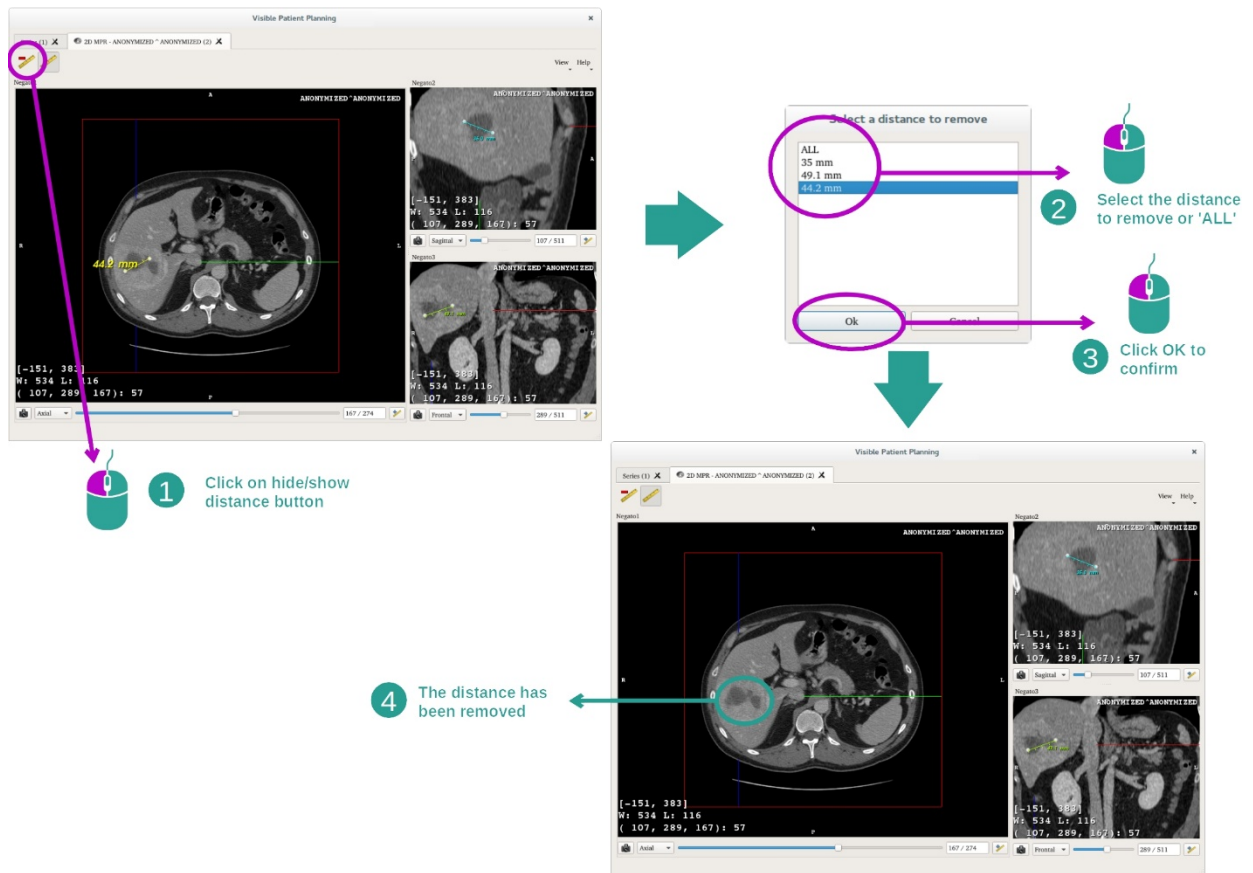 Visible Patient Planning
2D MPR - ANONYMIZED ^ ANONYMIZED (2)
View Help
Negato2
A
ANONYMIZED^ANONYMIZED
ANONYMIZED^ANONYMIZED
A
R
L
44.2 mm
[-151, 383]
W: 534 L: 116
( 107, 289, 167): 57
Sagittal
107 / 511
Negato3
ANONYMIZED^ANONYMIZED
R
L
[-151, 383]
W: 534 L: 116
( 107, 289, 167): 57
[-151, 383]
W: 534 L: 116
( 107, 289, 167): 57
P
Axial
167 / 274
Frontal
289 / 511
1
Click on hide/show
distance button
Select a distance to remove
ALL
35 mm
49.1 mm
44.2 mm
Ok
Cancel
2
Select the distance
to remove or 'ALL'
3
Click OK to
confirm
Visible Patient Planning
Series (1)
2D MPR - ANONYMIZED ^ ANONYMIZED (2)
View Help
Negato1
Negato2
A
ANONYMIZED^ANONYMIZED
ANONYMIZED^ANONYMIZED
A
R
L
[-151, 383]
W: 534 L: 116
( 107, 289, 167): 57
Sagittal
107 / 511
Negato3
ANONYMIZED^ANONYMIZED
R
L
[-151, 383]
W: 534 L: 116
( 107, 289, 167): 57
[-151, 383]
W: 534 L: 116
( 107, 289, 167): 57
P
Axial
167 / 274
Frontal
289 / 511
4
The distance has
been removed